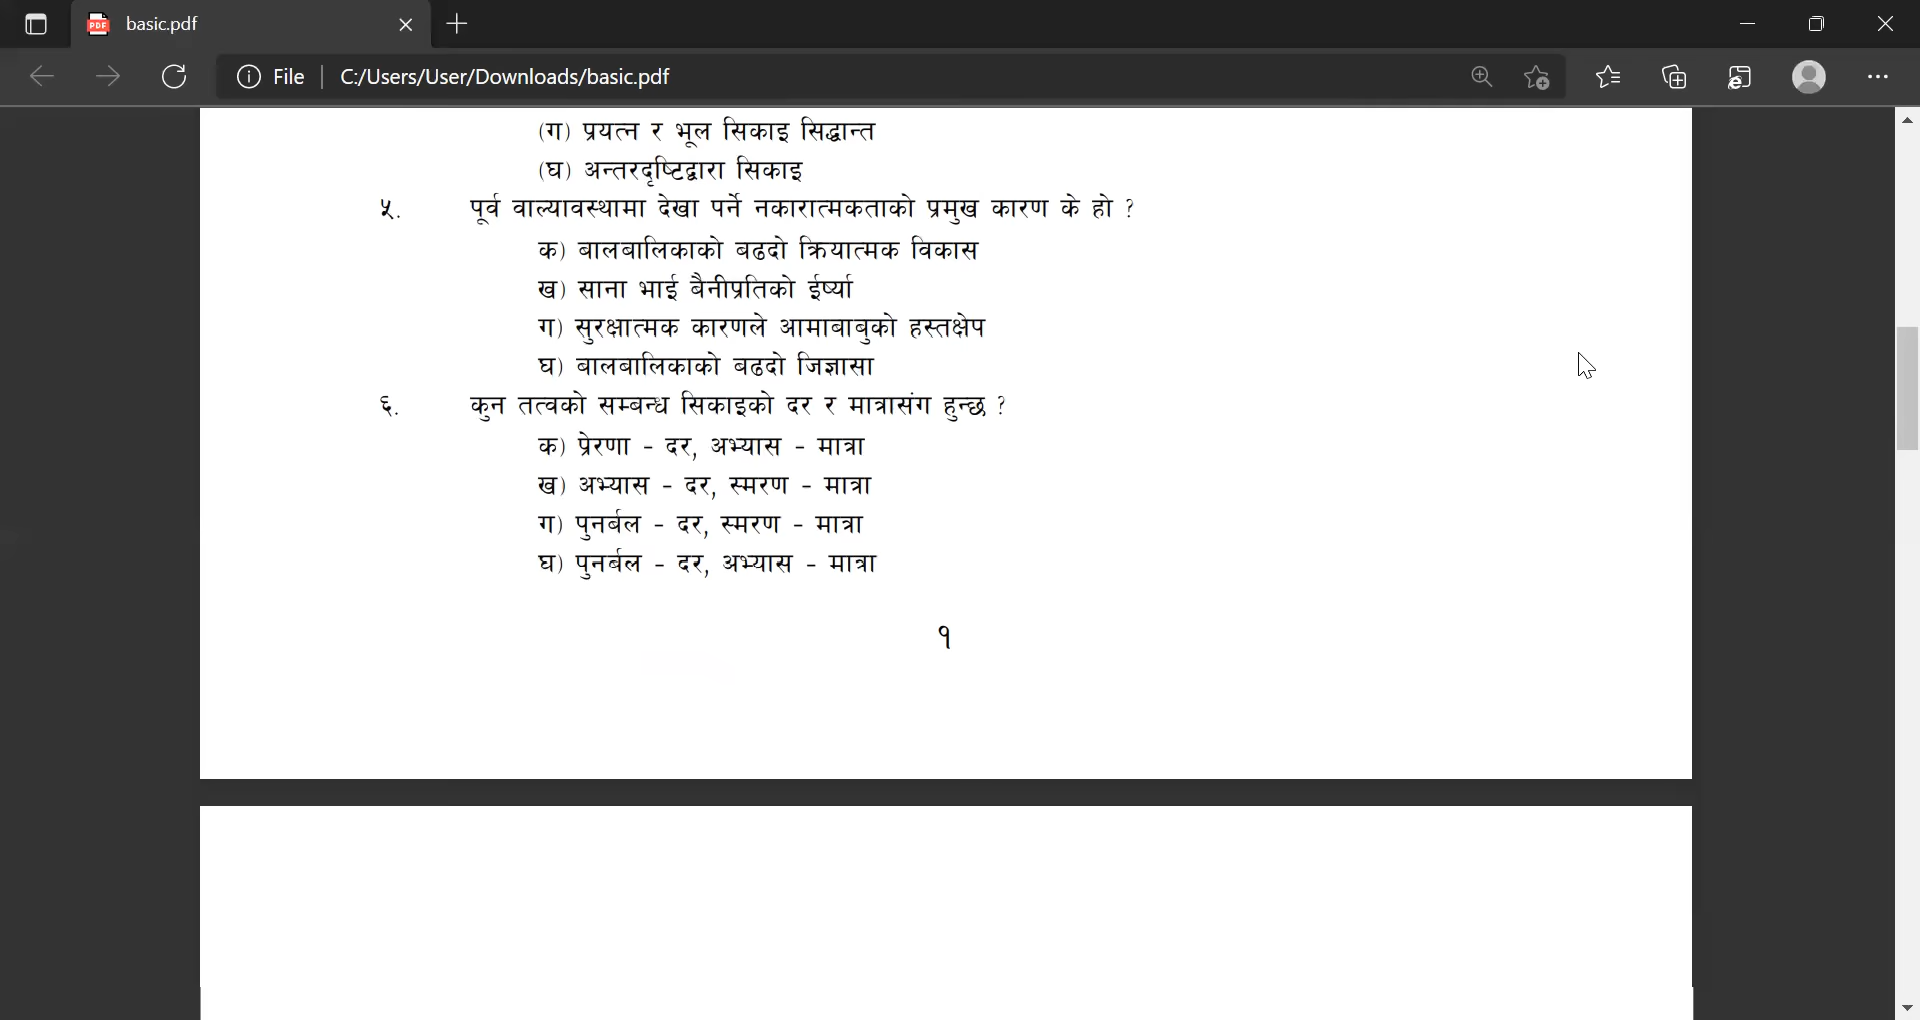 basic.pdf
File C:/Users/User/Downloads/basic.pdf
(ग) प्रयत्न र भूल सिकाइ सिद्धान्त
(घ) अन्तरदृष्टिद्वारा सिकाइ
५. पूर्व वाल्यावस्थामा देखा पर्ने नकारात्मकताको प्रमुख कारण के हो ?
क) बालबालिकाको बढदो क्रियात्मक विकास
ख) साना भाई बैनीप्रतिको ईर्ष्या
ग) सुरक्षात्मक कारणले आमाबाबुको हस्तक्षेप
घ) बालबालिकाको बढदो जिज्ञासा
६. कुन तत्वको सम्बन्ध सिकाइको दर र मात्रासंग हुन्छ ?
क) प्रेरणा - दर, अभ्यास - मात्रा
ख) अभ्यास - दर, स्मरण - मात्रा
ग) पुनर्बल - दर, स्मरण - मात्रा
घ) पुनर्बल - दर, अभ्यास - मात्रा
१